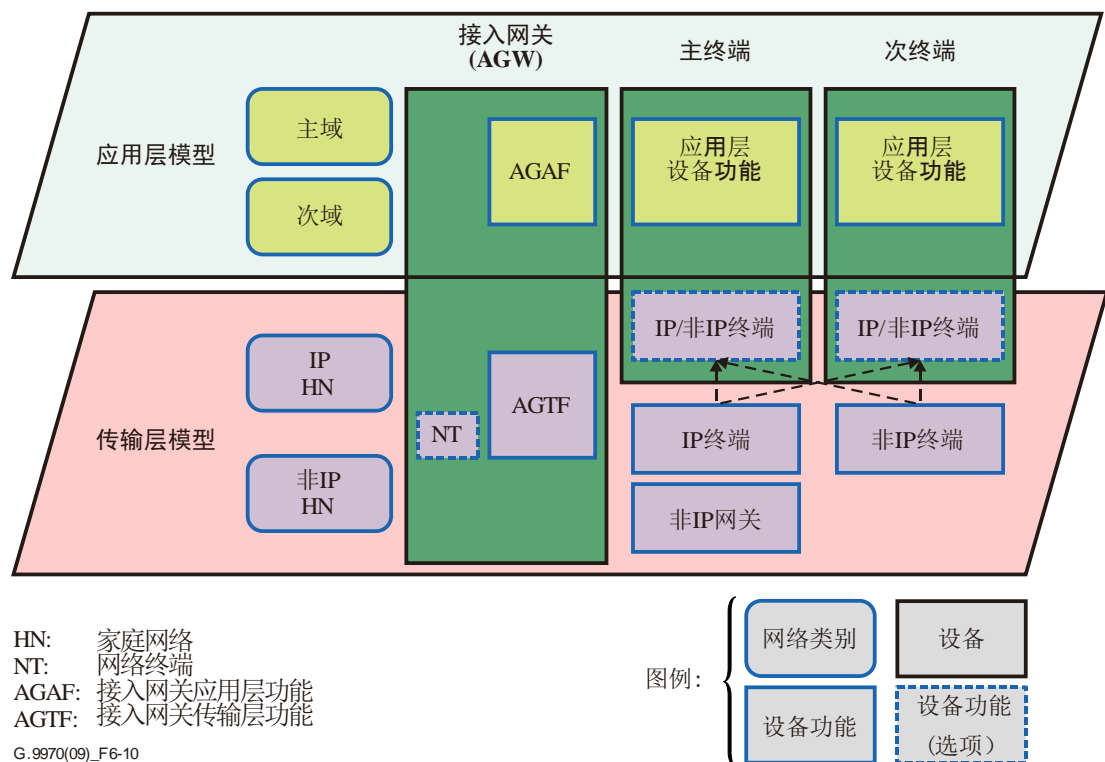 接入网关
(AGW)
主终端
次终端
应用层模型
主域
次域
AGAF
应用层
设备功能
应用层
设备功能
IP/非IP终端
IP/非IP终端
传输层模型
IP
HN
非IP
HN
NT
AGTF
IP终端
非IP终端
非IP网关
HN: 家庭网络
NT: 网络终端
AGAF: 接入网关应用层功能
AGTF: 接入网关传输层功能
G.9970(09)_F6-10
图例：
网络类别
设备
设备功能
设备功能
(选项）